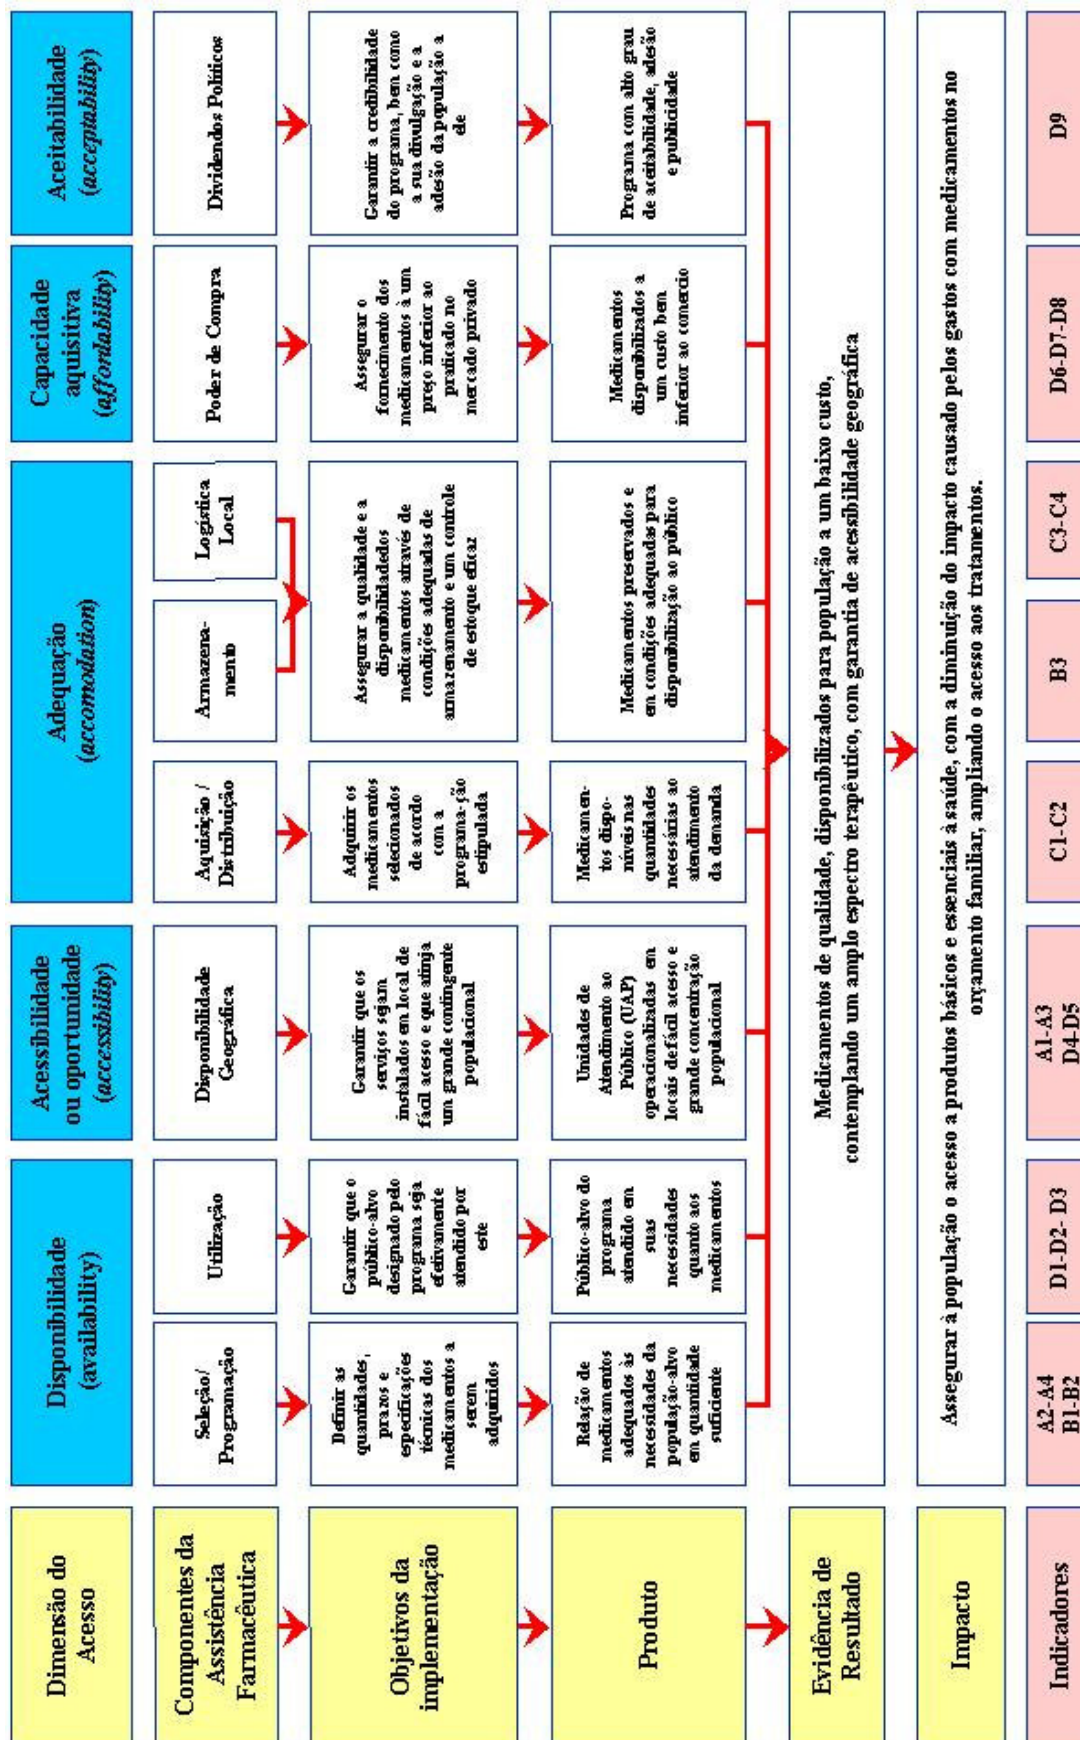 Dimensão do
Acesso
Disponibilidade
(availability)
Acessibilidade
ou oportunidade
(accessibility)
Adequação
(accomodation)
Capacidade
aquisitiva
(affordability)
Aceitabilidade
(acceptability)
Componentes da
Assistência
Farmacêutica
Seleção/
Programação
Utilização
Disponibilidade
Geográfica
Aquisição /
Distribuição
Armazena-
mento
Logística
Local
Poder de Compra
Dividendos Políticos
Objetivos da
implementação
Definir as
quantidades,
prazos e
especificações
técnicas dos
medicamentos a
serem
adquiridos
Garantir que o
público-alvo
designado pelo
programa seja
efetivamente
atendido por
este
Garantir que os
serviços sejam
instalados em local de
fácil acesso e que atinja
um grande contingente
populacional
Adquirir os
medicamentos
selecionados
de acordo
com a
programa-ção
estipulada
Assegurar a qualidade e a
disponibilidadedos
medicamentos através de
condições adequadas de
armazenamento e um controle
de estoque eficaz
Assegurar o
fornecimento dos
medicamentos à um
preço inferior ao
praticado no
mercado privado
Garantir a credibilidade
do programa, bem como
a sua divulgação e a
adesão da população a
ele
Produto
Relação de
medicamentos
adequados às
necessidades da
população-alvo
em quantidade
suficiente
Público-alvo do
programa
atendido em
suas
necessidades
quanto aos
medicamentos
Unidades de
Atendimento ao
Público (UAP)
operacionalizadas em
locais de fácil acesso e
grande concentração
populacional
Medicamen-
tos dispo-
níveis nas
quantidades
necessárias ao
atendimento
da demanda
Medicamentos preservados e
em condições adequadas para
disponibilização ao público
Medicamentos
disponibilizados a
um custo bem
inferior ao comercio
Programa com alto grau
de aceitabilidade, adesão
e publicidade
Evidência de
Resultado
Medicamentos de qualidade, disponibilizados para população a um baixo custo,
contemplando um amplo espectro terapêutico, com garantia de acessibilidade geográfica
Impacto
Assegurar à população o acesso a produtos básicos e essenciais à saúde, com a diminuição do impacto causado pelos gastos com medicamentos no
orçamento familiar, ampliando o acesso aos tratamentos.
Indicadores
A2-A4
B1-B2
D1-D2- D3
A1-A3
D4-D5
C1-C2
B3
C3-C4
D6-D7-D8
D9